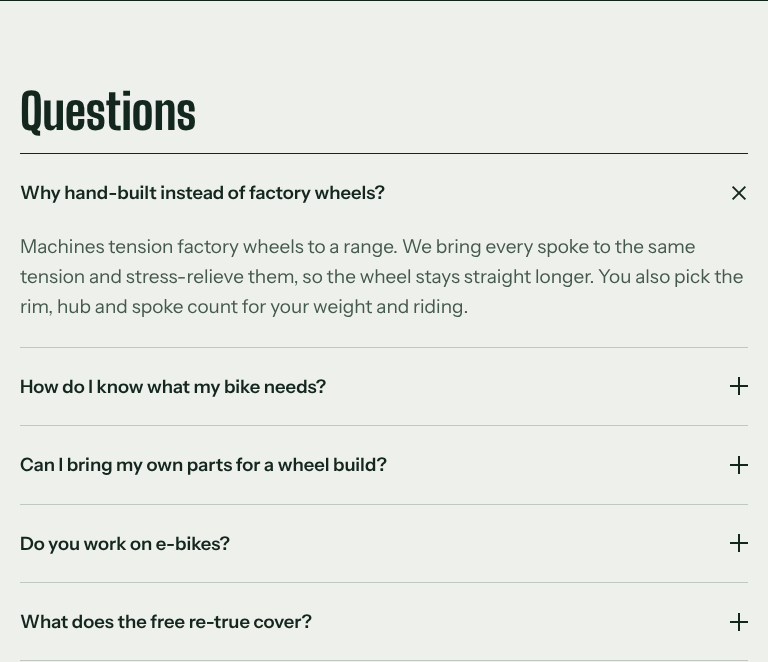 Questions
Why hand-built instead of factory wheels?
Machines tension factory wheels to a range. We bring every spoke to the same
tension and stress-relieve them, so the wheel stays straight longer. You also pick the
rim, hub and spoke count for your weight and riding.
How do I know what my bike needs?
Can I bring my own parts for a wheel build?
Do you work on e-bikes?
What does the free re-true cover?